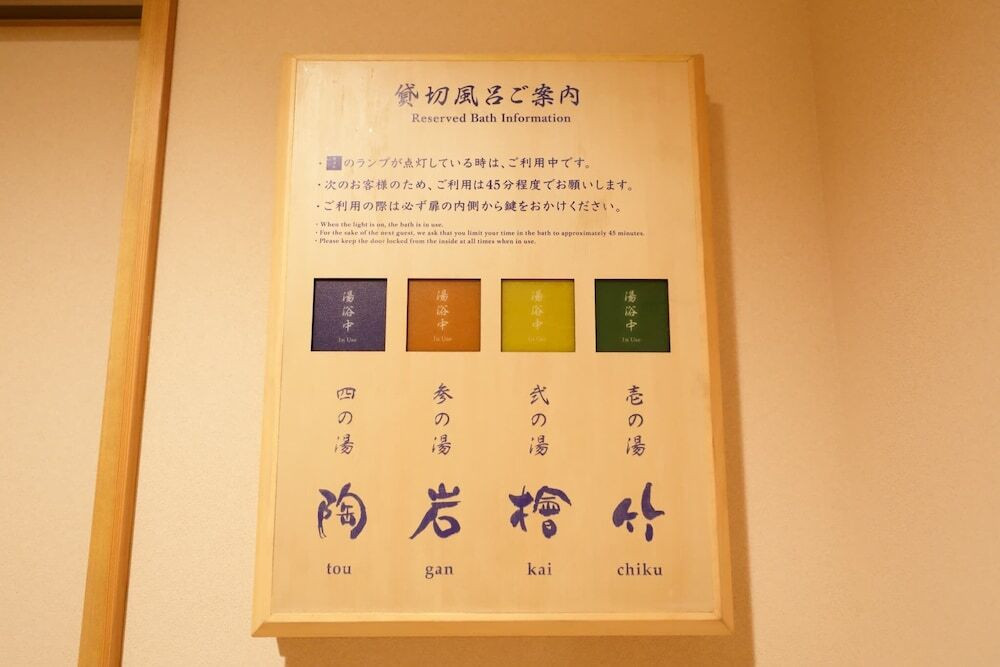 貸切風呂ご案内
Reserved Bath Information
・湯浴中のランプが点灯している時は、ご利用中です。
・次のお客様のため、ご利用は45分程度でお願いします。
・ご利用の際は必ず扉の内側から鍵をおかけください。
・When the light is on, the bath is in use.
・For the sake of the next guest, we ask that you limit your time in the bath to approximately 45 minutes.
・Please keep the door locked from the inside at all times when in use.
湯浴中
In Use
湯浴中
In Use
湯浴中
In Use
湯浴中
In Use
四の湯
陶
tou
参の湯
岩
gan
弐の湯
檜
kai
壱の湯
竹
chiku